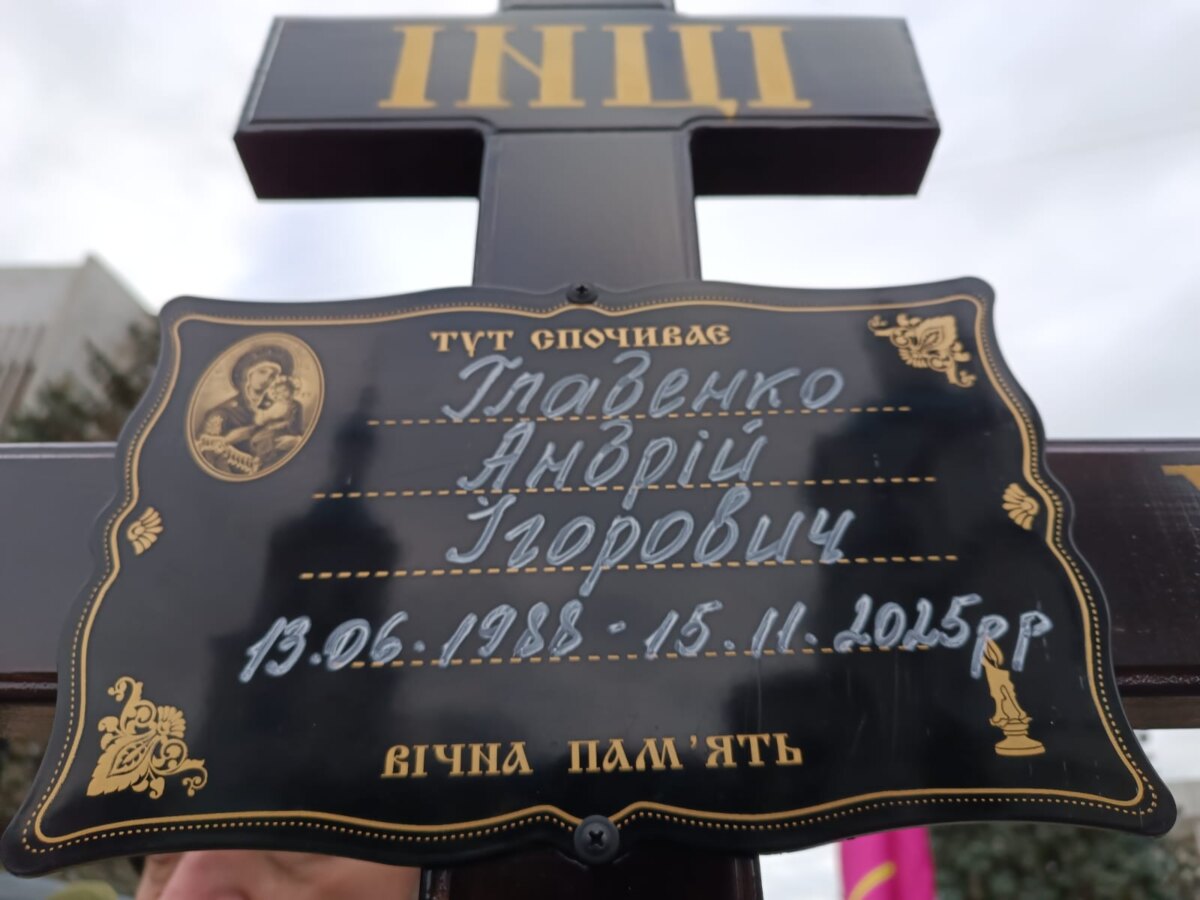 ІНЦІ
ТУТ СПОЧИВАЄ
Главенко
Андрій
Ігорович
13.06.1988 - 15.11.2025рр
ВІЧНА ПАМ'ЯТЬ